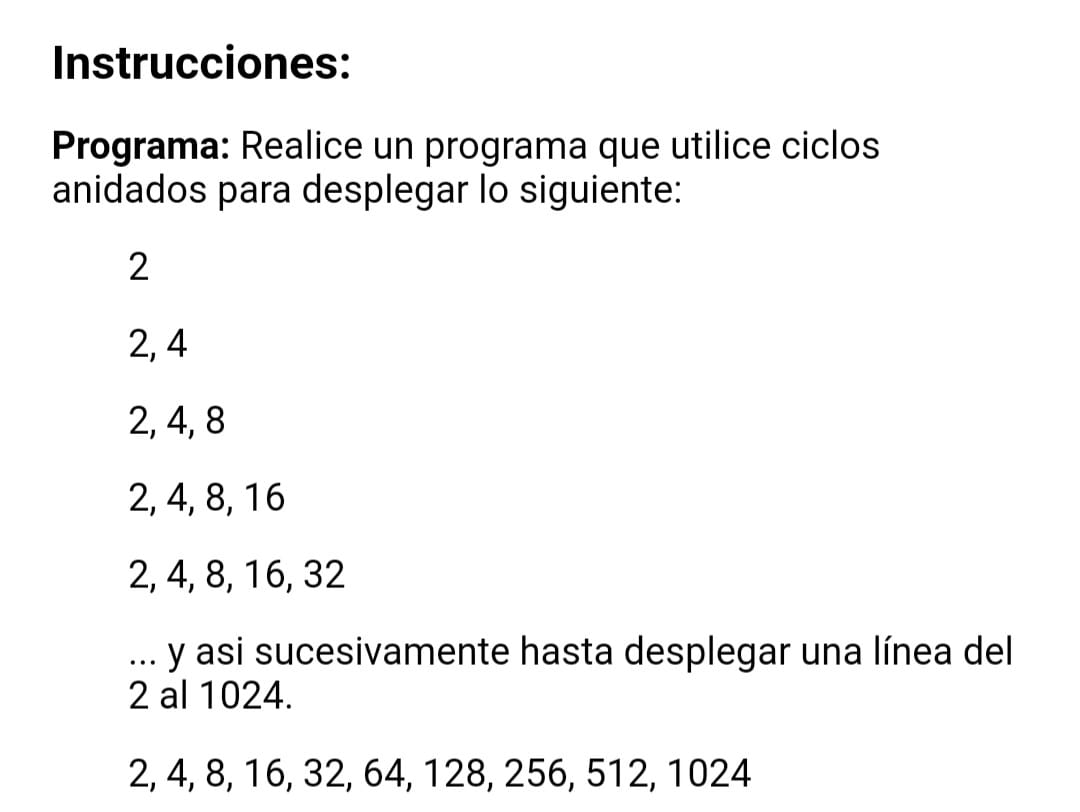 Instrucciones:
Programa: Realice un programa que utilice ciclos
anidados para desplegar lo siguiente:
2
2, 4
2, 4, 8
2, 4, 8, 16
2, 4, 8, 16, 32
... y asi sucesivamente hasta desplegar una línea del
2 al 1024.
2, 4, 8, 16, 32, 64, 128, 256, 512, 1024